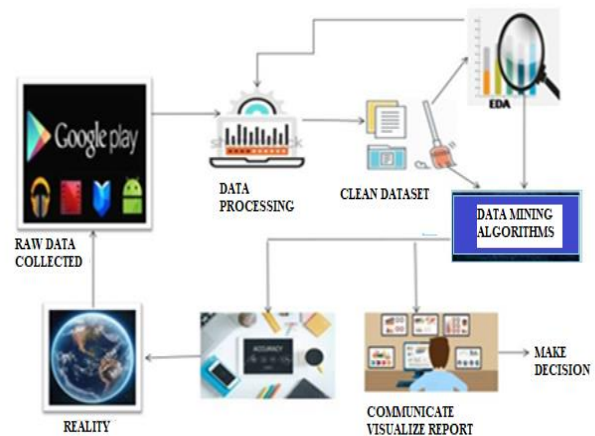 EDA
Google play
DATA
PROCESSING
CLEAN DATASET
DATA MINING
ALGORITHMS
RAW DATA
COLLECTED
ACCURACY
MAKE
DECISION
REALITY
COMMUNICATE
VISUALIZE REPORT